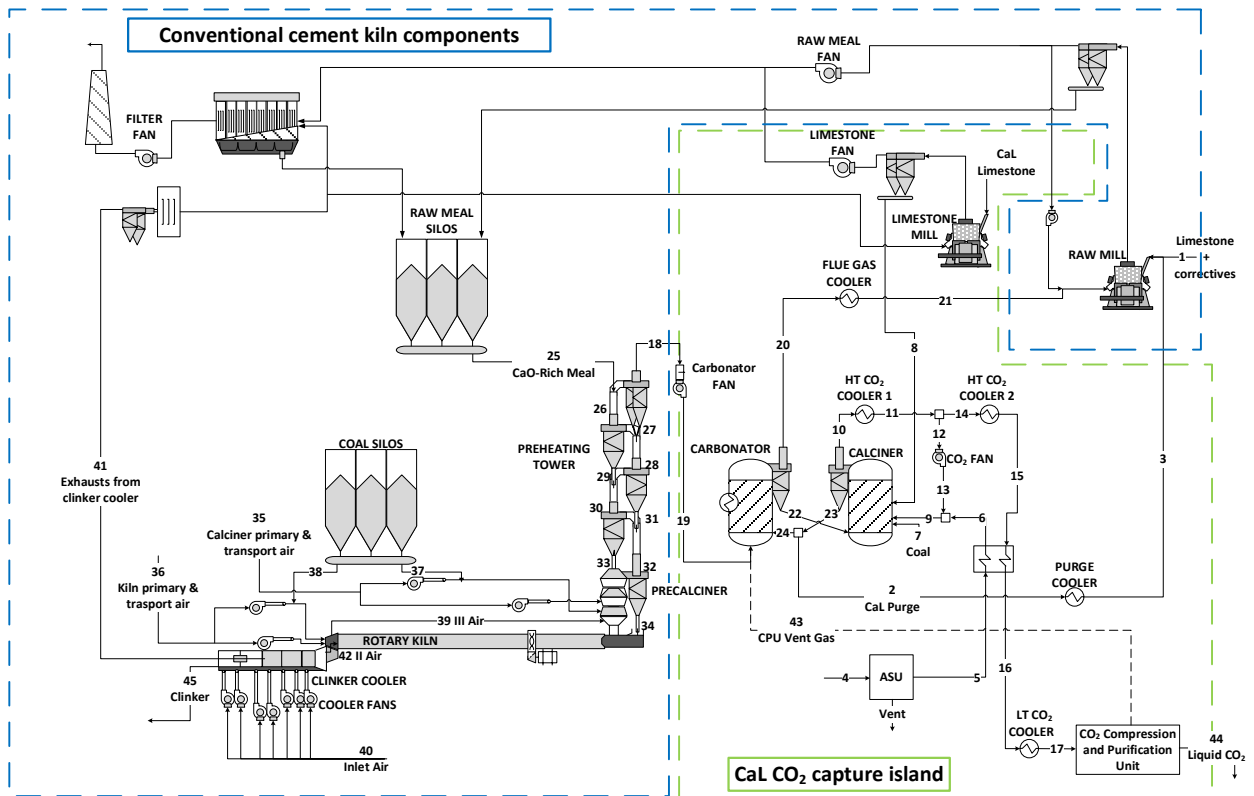 Conventional cement kiln components
RAW MEAL
FAN
FILTER
FAN
LIMESTONE
FAN
CaL
Limestone
RAW MEAL
SILOS
LIMESTONE
MILL
RAW MILL
Limestone
1 +
correctives
FLUE GAS
COOLER
21
20
8
18
25
CaO-Rich Meal
Carbonator
FAN
HT CO2
COOLER 1
HT CO2
COOLER 2
26
27
10
11
14
12
PREHEATING
TOWER
CARBONATOR
CALCINER
CO2 FAN
3
COAL SILOS
28
29
15
41
Exhausts from
clinker cooler
13
30
31
19
22
23
9
6
35
Calciner primary &
transport air
24
7
Coal
33
32
36
Kiln primary &
trasport air
38
37
PRECALCINER
2
CaL Purge
PURGE
COOLER
39 III Air
34
43
CPU Vent Gas
ROTARY KILN
42 II Air
45
Clinker
CLINKER COOLER
COOLER FANS
4
ASU
5
16
Vent
LT CO2
COOLER
17
CO2 Compression
and Purification
Unit
44
Liquid CO2
40
Inlet Air
CaL CO2 capture island